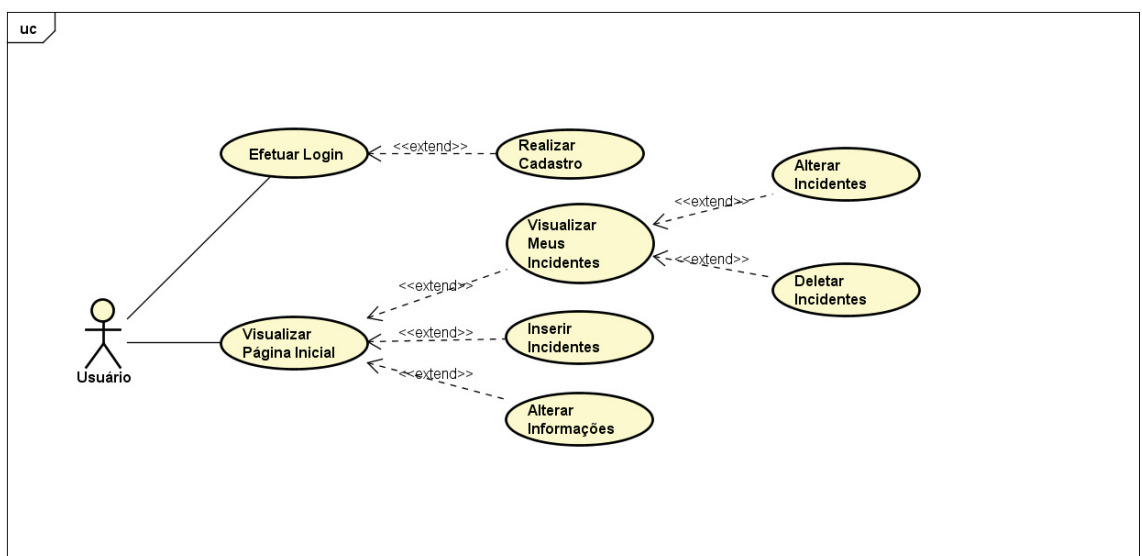 uc
Efetuar Login
<<extend>>
Realizar
Cadastro
Alterar
Incidentes
<<extend>>
Visualizar
Meus
Incidentes
<<extend>>
Deletar
Incidentes
<<extend>>
Usuário
Visualizar
Página Inicial
<<extend>>
Inserir
Incidentes
<<extend>>
Alterar
Informações